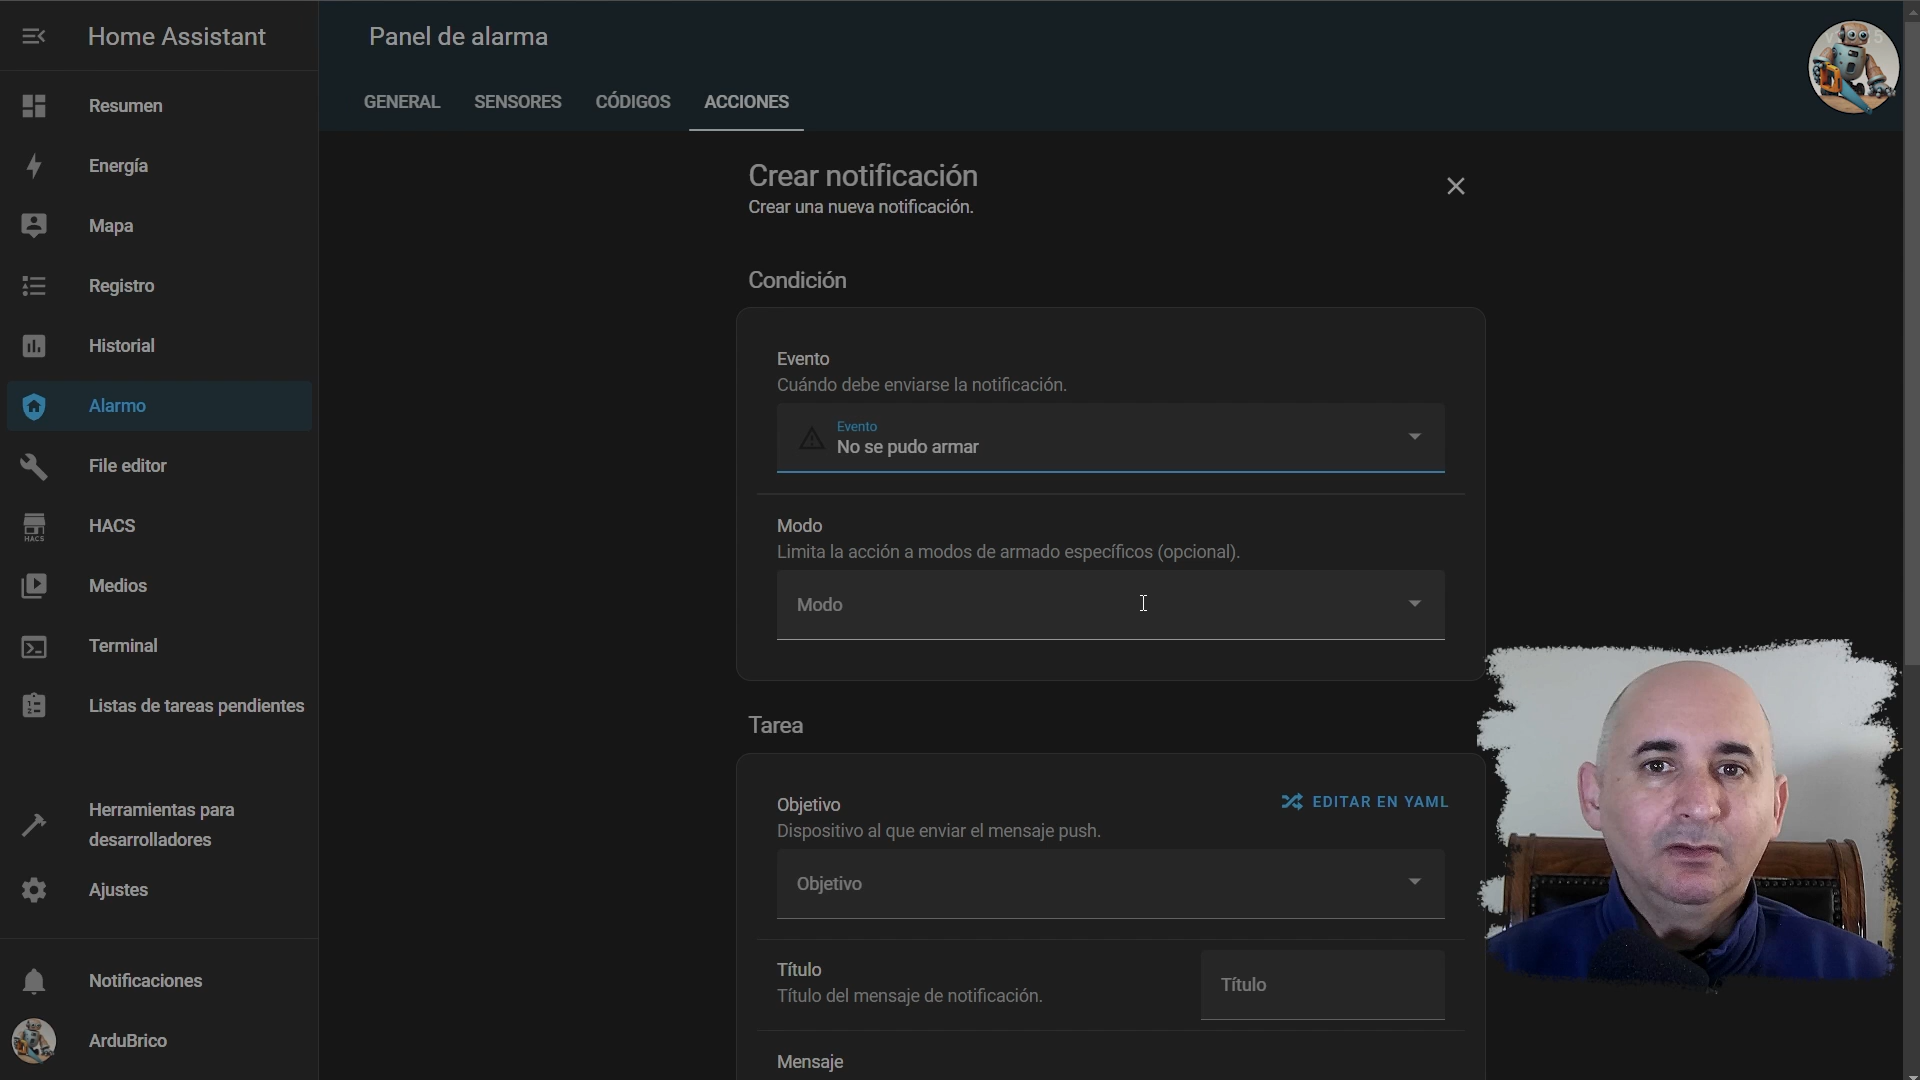 Home Assistant
Panel de alarma
GENERAL
SENSORES
CÓDIGOS
ACCIONES
Resumen
Energía
Mapa
Registro
Historial
Alarmo
File editor
HACS
HACS
Medios
Terminal
Listas de tareas pendientes
Herramientas para
desarrolladores
Ajustes
Notificaciones
ArduBrico
Crear notificación
Crear una nueva notificación.
Condición
Evento
Cuándo debe enviarse la notificación.
Evento
No se pudo armar
Modo
Limita la acción a modos de armado específicos (opcional).
Modo
Tarea
Objetivo
EDITAR EN YAML
Dispositivo al que enviar el mensaje push.
Objetivo
Título
Título del mensaje de notificación.
Título
Mensaje